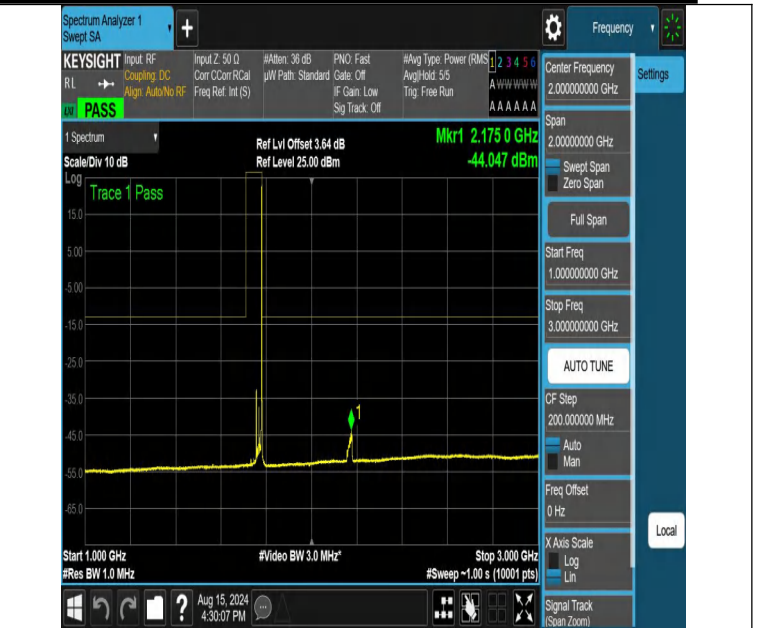 Spectrum Analyzer 1
Swept SA
+
Frequency
KEYSIGHT
RL
PASS
Input: RF
Coupling: DC
Align: Auto/No RF
Input Z: 50 Ω
Corr CCorr RCal
Freq Ref: Int (S)
#Atten: 36 dB
µW Path: Standard
PNO: Fast
Gate: Off
IF Gain: Low
Sig Track: Off
#Avg Type: Power (RMS
Avg|Hold: 5/5
Trig: Free Run
1 2 3 4 5 6
A W W W W W
A A A A A A
1 Spectrum
Scale/Div 10 dB
Ref Lvl Offset 3.64 dB
Ref Level 25.00 dBm
Mkr1 2.175 0 GHz
-44.047 dBm
Log
Trace 1 Pass
15.0
5.00
-5.00
-15.0
-25.0
-35.0
-45.0
-55.0
-65.0
1
Start 1.000 GHz
#Res BW 1.0 MHz
#Video BW 3.0 MHz*
Stop 3.000 GHz
#Sweep ~1.00 s (10001 pts)
Center Frequency
2.000000000 GHz
Settings
Span
2.00000000 GHz
Swept Span
Zero Span
Full Span
Start Freq
1.000000000 GHz
Stop Freq
3.000000000 GHz
AUTO TUNE
CF Step
200.000000 MHz
Auto
Man
Freq Offset
0 Hz
X Axis Scale
Log
Lin
Local
Signal Track
(Span Zoom)
?
Aug 15, 2024
4:30:07 PM